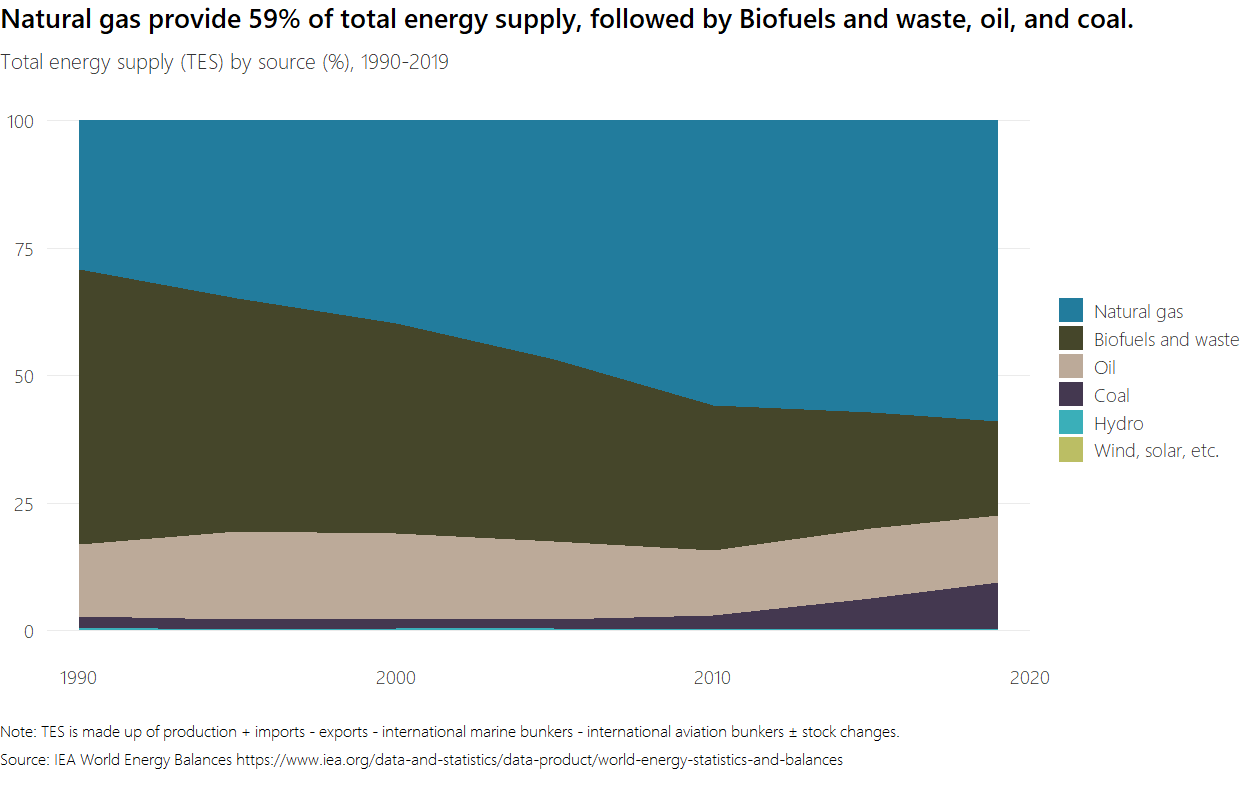 Natural gas provide 59% of total energy supply, followed by Biofuels and waste, oil, and coal.
Total energy supply (TES) by source (%), 1990-2019
100
75
50
25
0
1990
2000
2010
2020
Natural gas
Biofuels and waste
Oil
Coal
Hydro
Wind, solar, etc.
Note: TES is made up of production + imports - exports - international marine bunkers - international aviation bunkers ± stock changes.
Source: IEA World Energy Balances https://www.iea.org/data-and-statistics/data-product/world-energy-statistics-and-balances